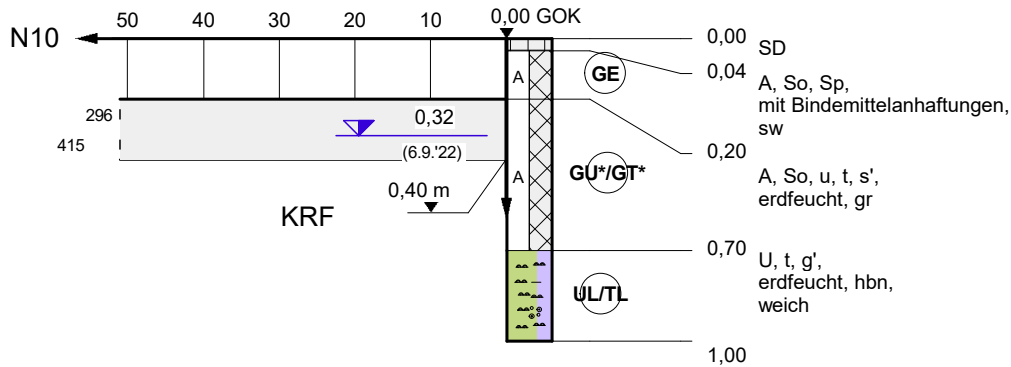 50 40 30 20 10 0,00 GOK
N10
0,00
SD
0,04
GE
A
A, So, Sp,
mit Bindemittelanhaftungen,
sw
296
415
0,32
(6.9.'22)
0,20
GU*/GT*
A
A, So, u, t, s',
erdfeucht, gr
0,40 m
KRF
0,70
U, t, g',
erdfeucht, hbn,
weich
UL/TL
1,00